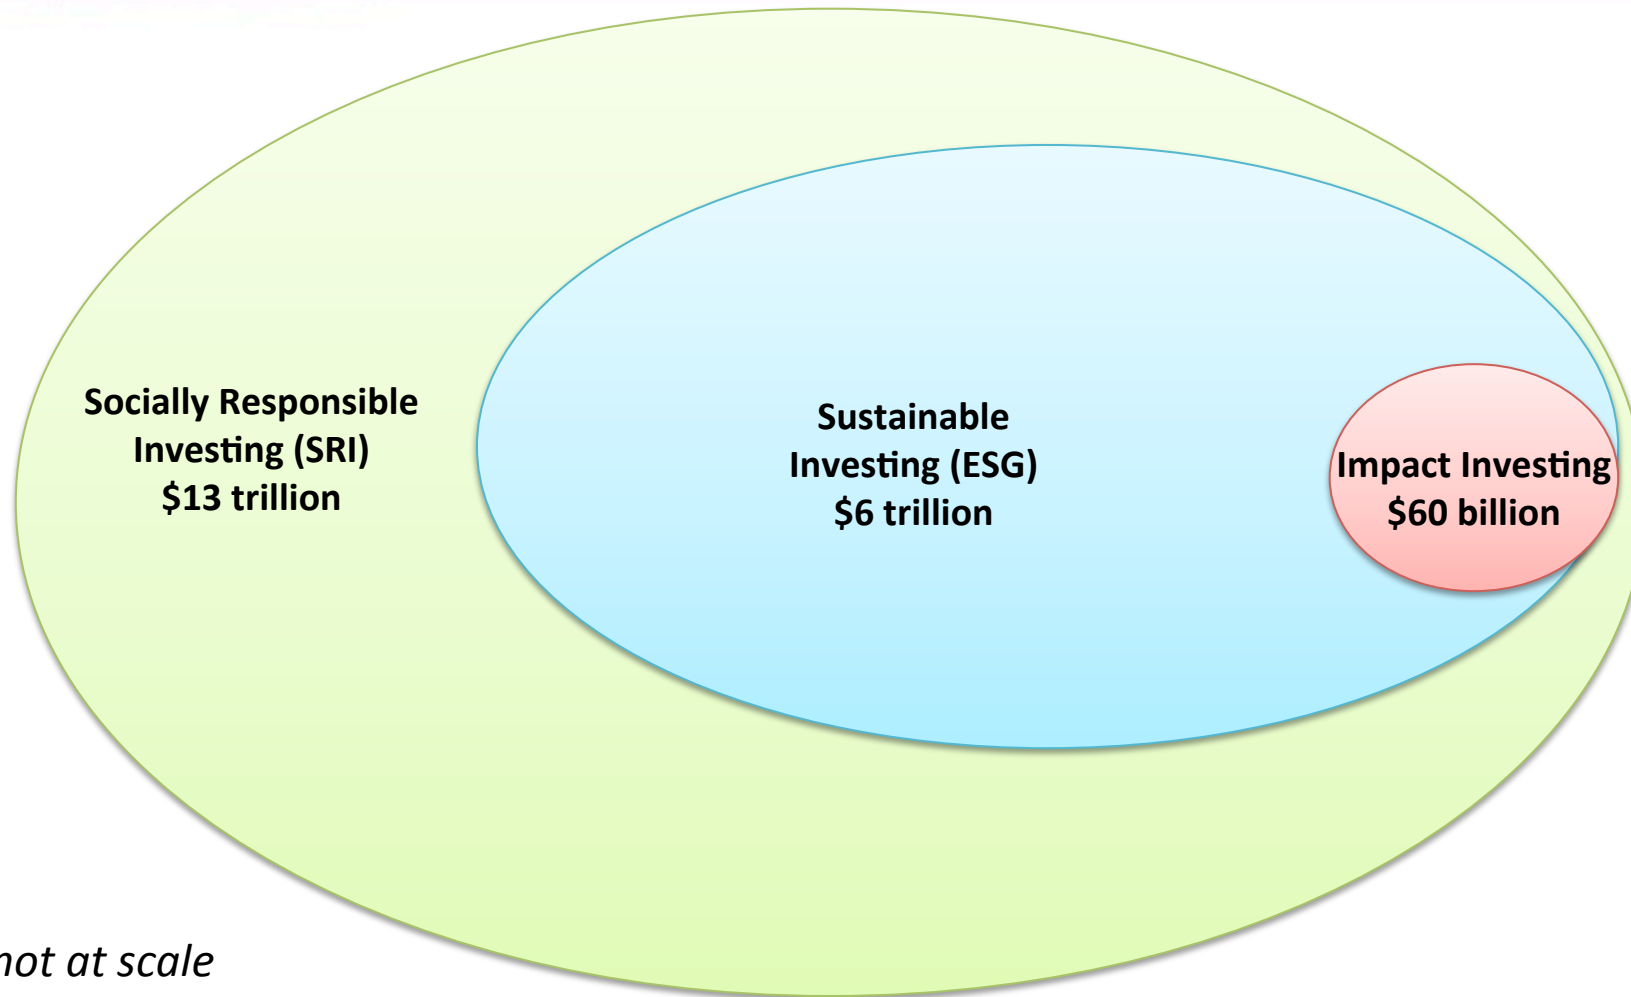 Socially Responsible
Investing (SRI)
$13 trillion
Sustainable
Investing (ESG)
$6 trillion
Impact Investing
$60 billion
not at scale